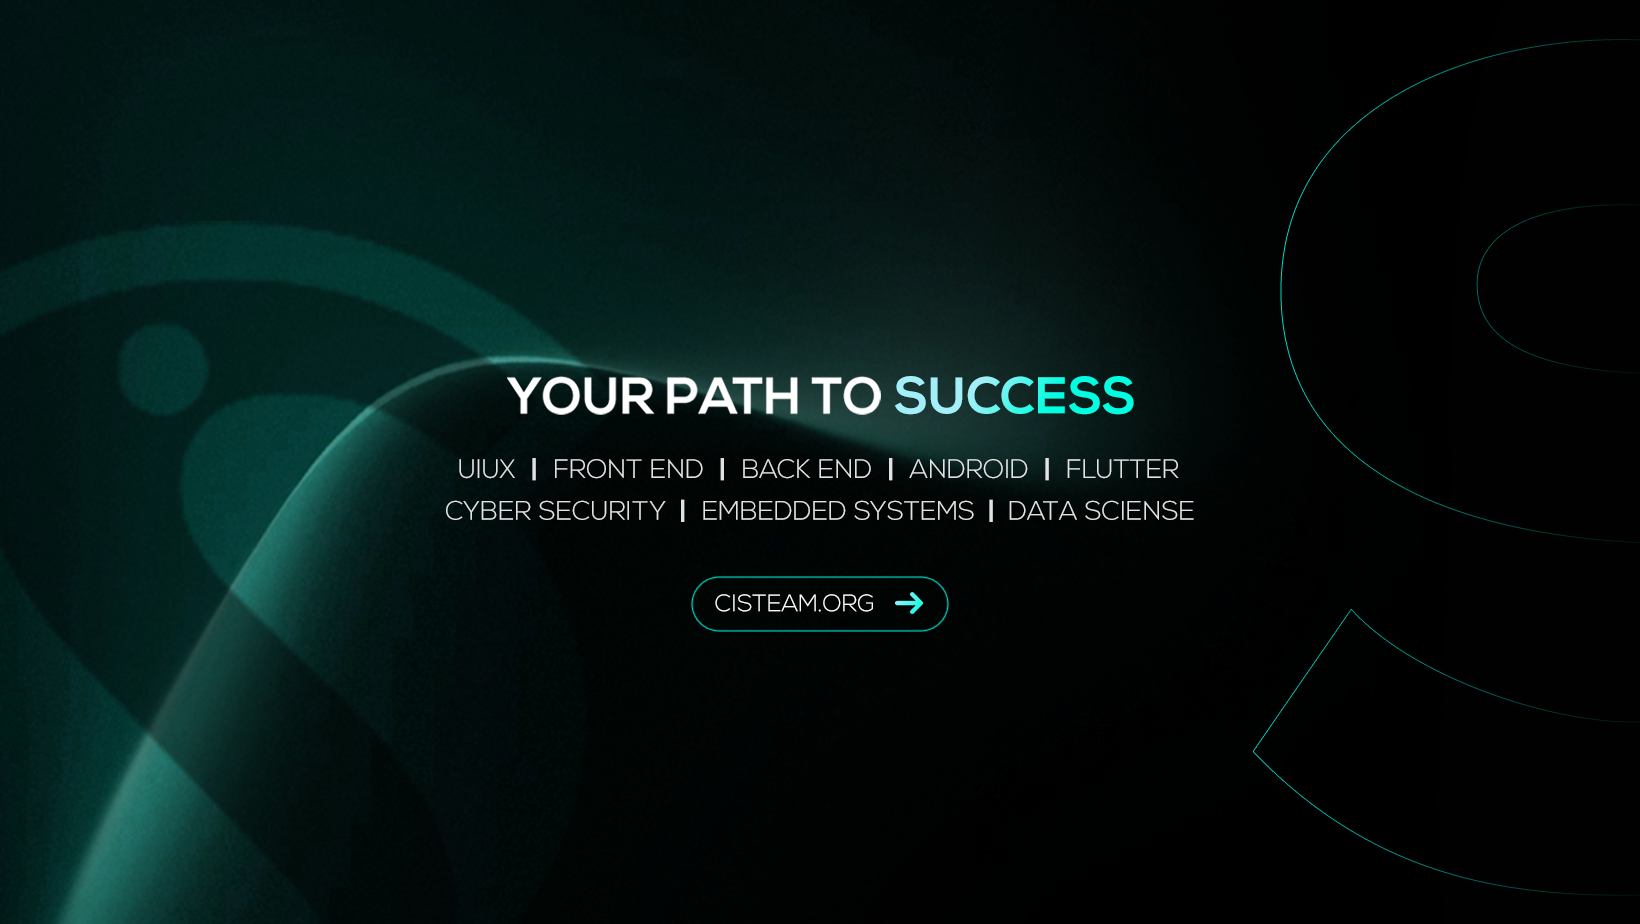 YOUR PATH TO SUCCESS
UIUX | FRONT END | BACK END | ANDROID | FLUTTER
CYBER SECURITY | EMBEDDED SYSTEMS | DATA SCIENSE
CISTEAM.ORG